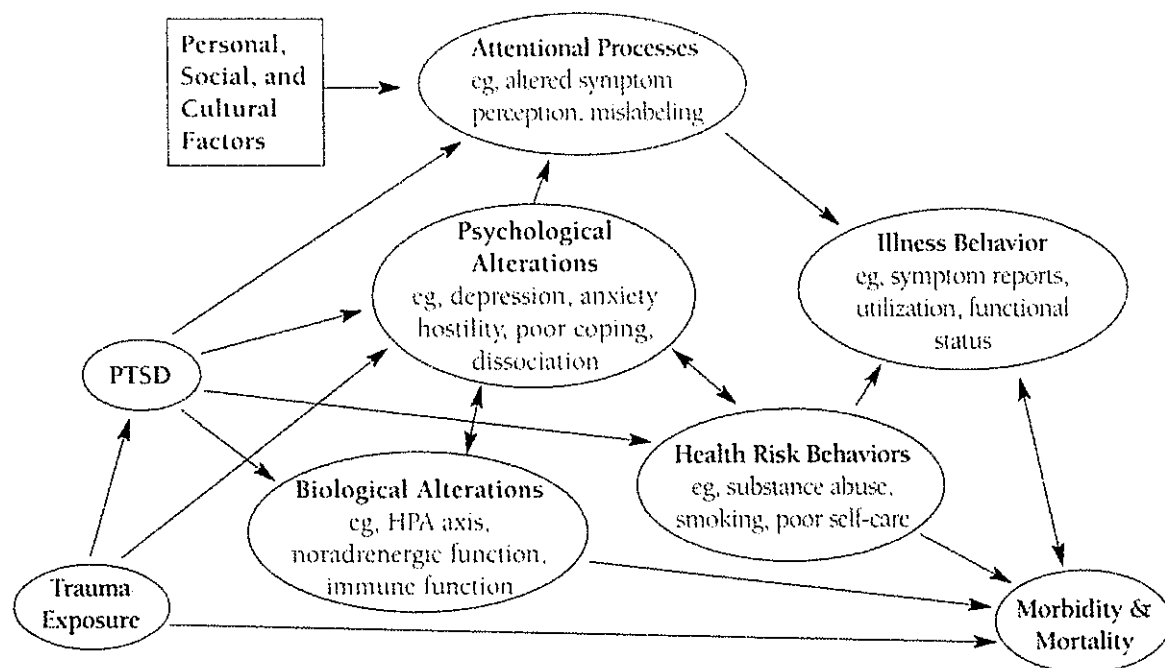 Personal,
Social, and
Cultural
Factors
Attentional Processes
eg, altered symptom
perception, mislabeling
Psychological
Alterations
eg, depression, anxiety
hostility, poor coping,
dissociation
Illness Behavior
eg, symptom reports,
utilization, functional
status
PTSD
Health Risk Behaviors
eg, substance abuse,
smoking, poor self-care
Biological Alterations
eg, HPA axis,
noradrenergic function,
immune function
Trauma
Exposure
Morbidity &
Mortality